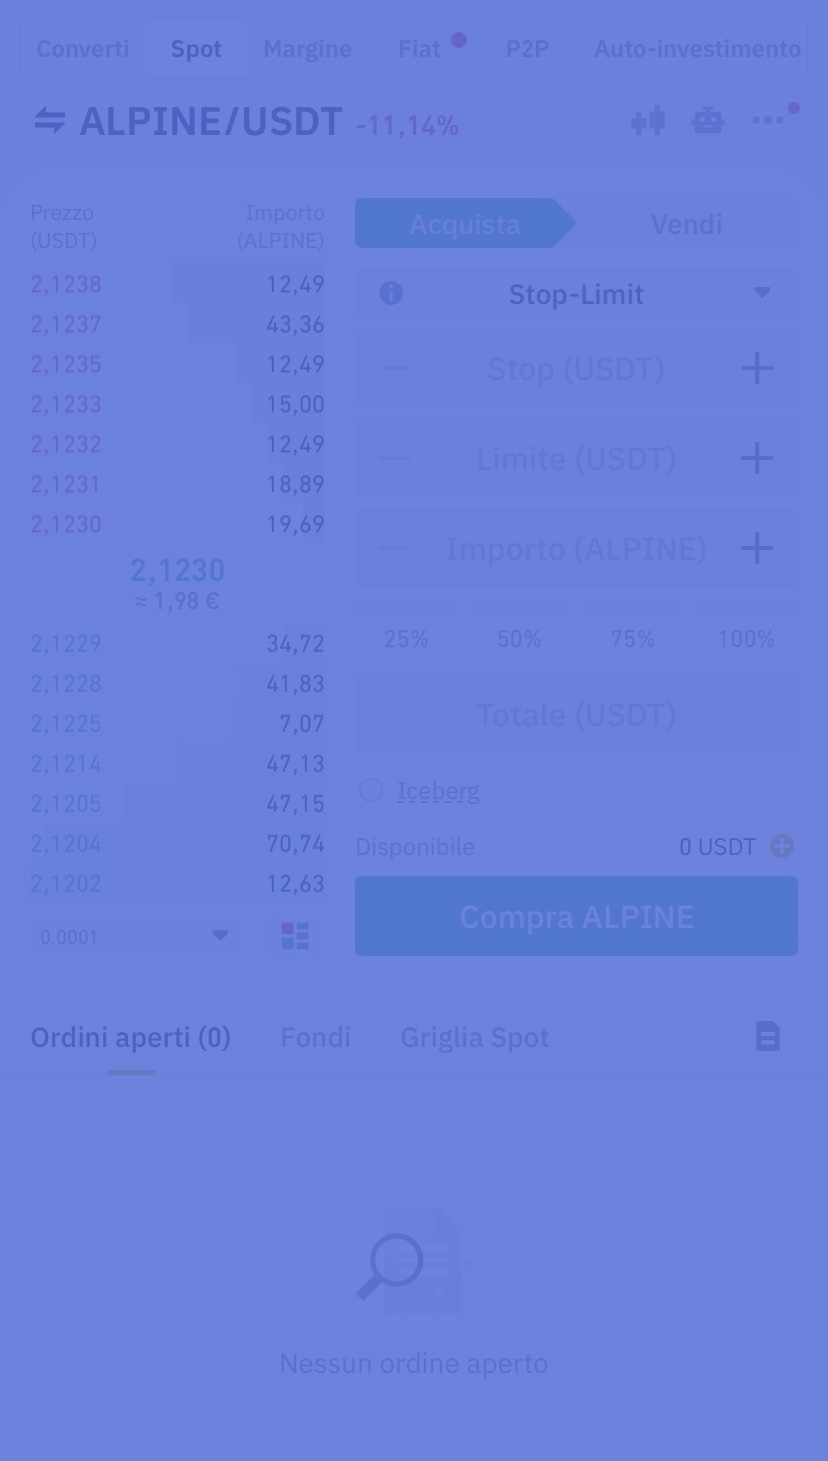 Converti Spot Margine Fiat P2P Auto-investimento
ALPINE/USDT -11,14%
Prezzo (USDT) Importo (ALPINE)
2,1238 12,49
2,1237 43,36
2,1235 12,49
2,1233 15,00
2,1232 12,49
2,1231 18,89
2,1230 19,69
2,1230
≈ 1,98 €
2,1229 34,72
2,1228 41,83
2,1225 7,07
2,1214 47,13
2,1205 47,15
2,1204 70,74
2,1202 12,63
0.0001
Acquista Vendi
Stop-Limit
Stop (USDT)
Limite (USDT)
Importo (ALPINE)
25% 50% 75% 100%
Totale (USDT)
Iceberg
Disponibile 0 USDT
Compra ALPINE
Ordini aperti (0) Fondi Griglia Spot
Nessun ordine aperto